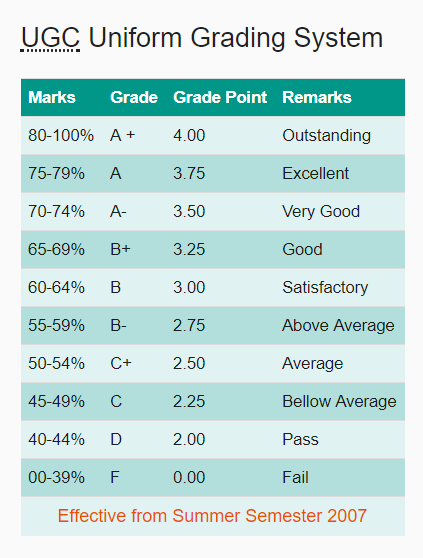 UGC Uniform Grading System
Marks Grade Grade Point Remarks
80-100% A + 4.00 Outstanding
75-79% A 3.75 Excellent
70-74% A- 3.50 Very Good
65-69% B+ 3.25 Good
60-64% B 3.00 Satisfactory
55-59% B- 2.75 Above Average
50-54% C+ 2.50 Average
45-49% C 2.25 Bellow Average
40-44% D 2.00 Pass
00-39% F 0.00 Fail
Effective from Summer Semester 2007